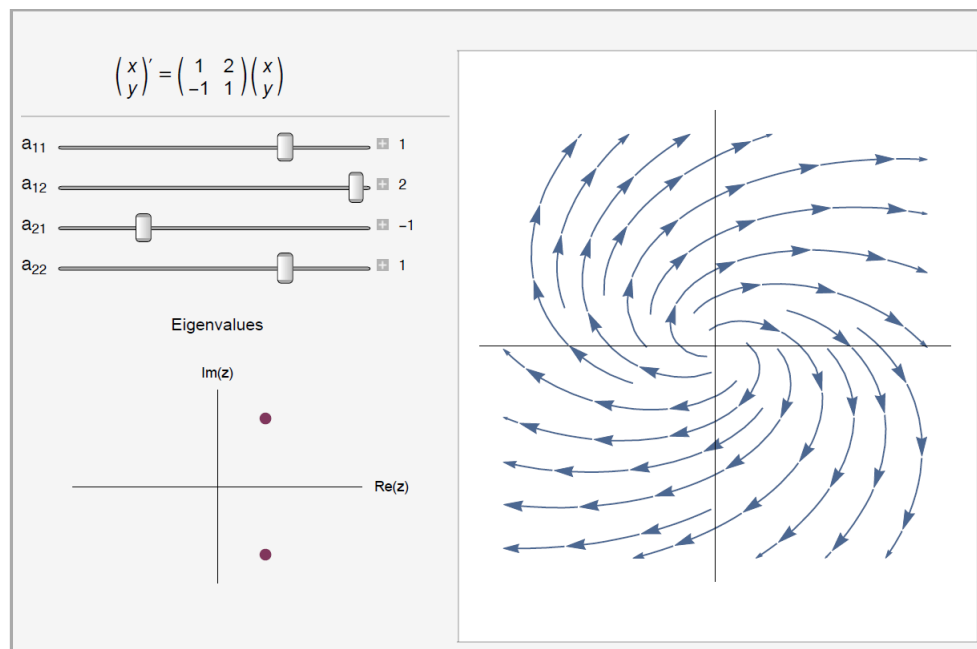 (x y)′ = (1 2 −1 1)(x y)
a11 1
a12 2
a21 −1
a22 1
Eigenvalues
Im(z)
Re(z)